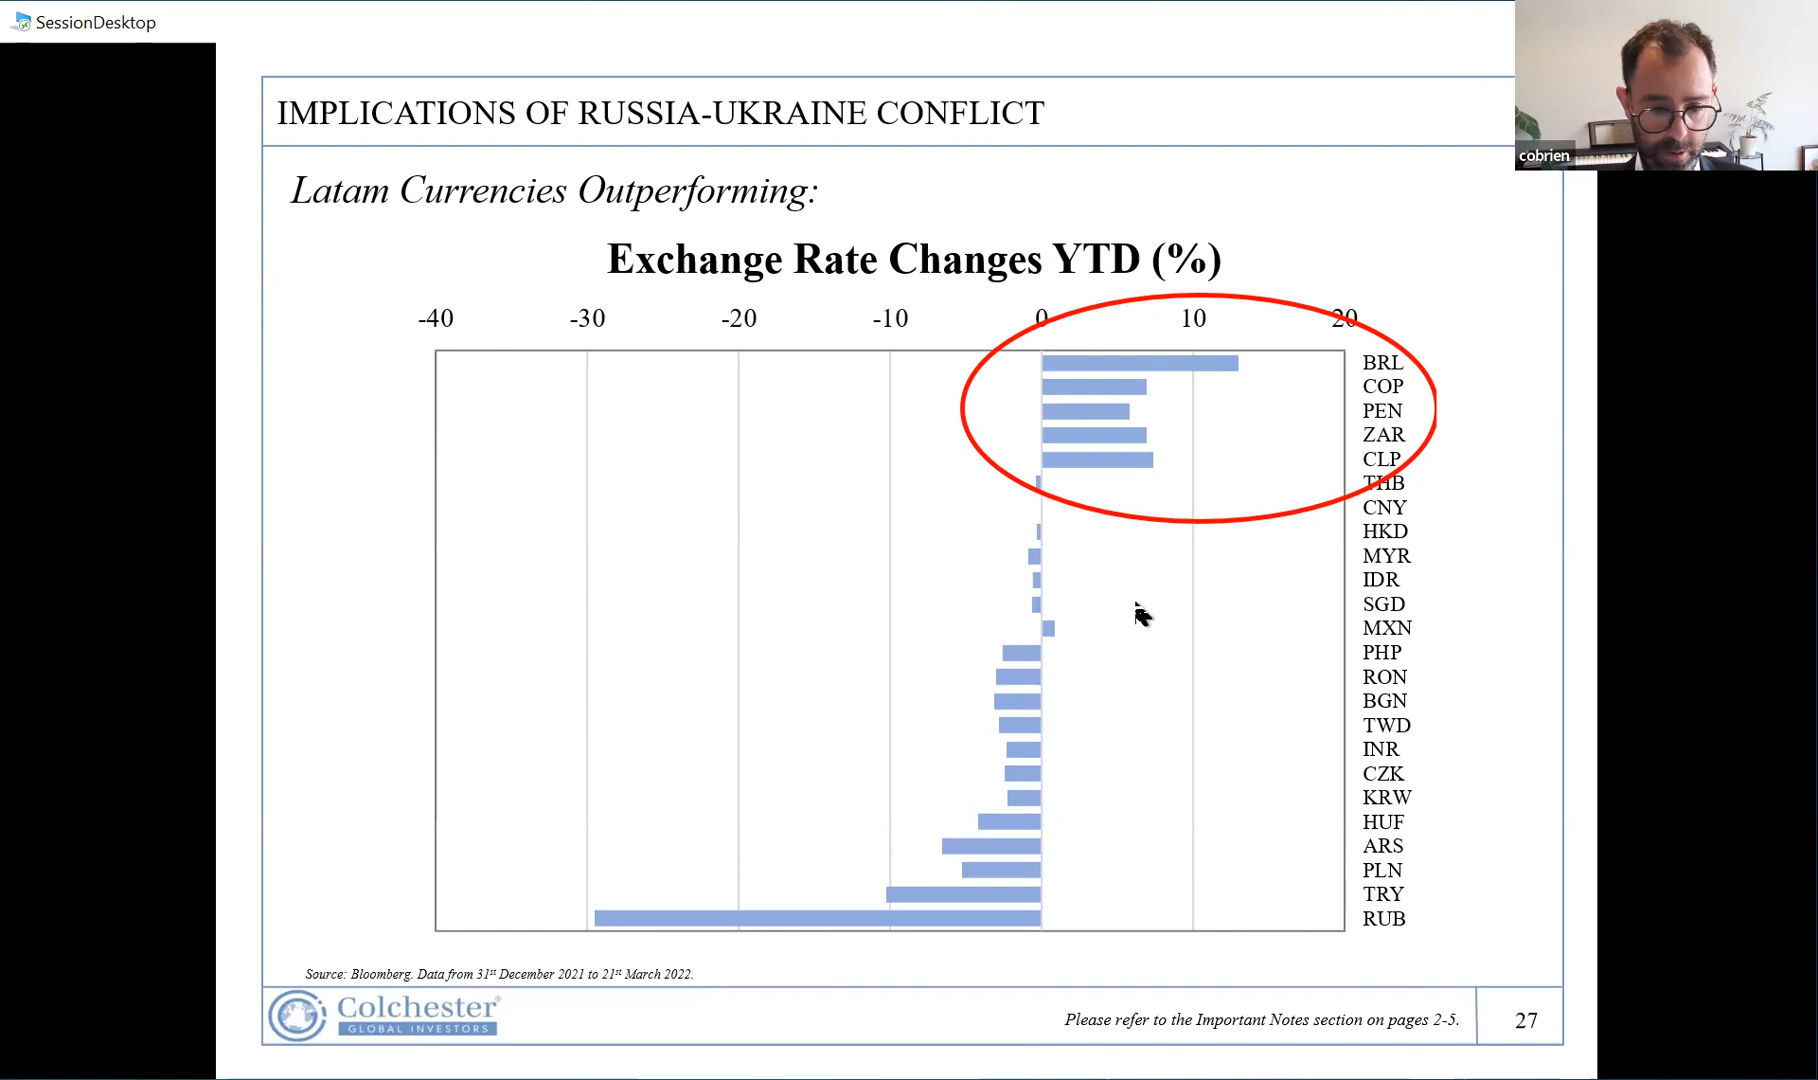 SessionDesktop
cobrien
IMPLICATIONS OF RUSSIA-UKRAINE CONFLICT
Latam Currencies Outperforming:
Exchange Rate Changes YTD (%)
-40 -30 -20 -10 0 10 20
BRL
COP
PEN
ZAR
CLP
THB
CNY
HKD
MYR
IDR
SGD
MXN
PHP
RON
BGN
TWD
INR
CZK
KRW
HUF
ARS
PLN
TRY
RUB
Source: Bloomberg. Data from 31st December 2021 to 21st March 2022.
Colchester®
GLOBAL INVESTORS
Please refer to the Important Notes section on pages 2-5.
27